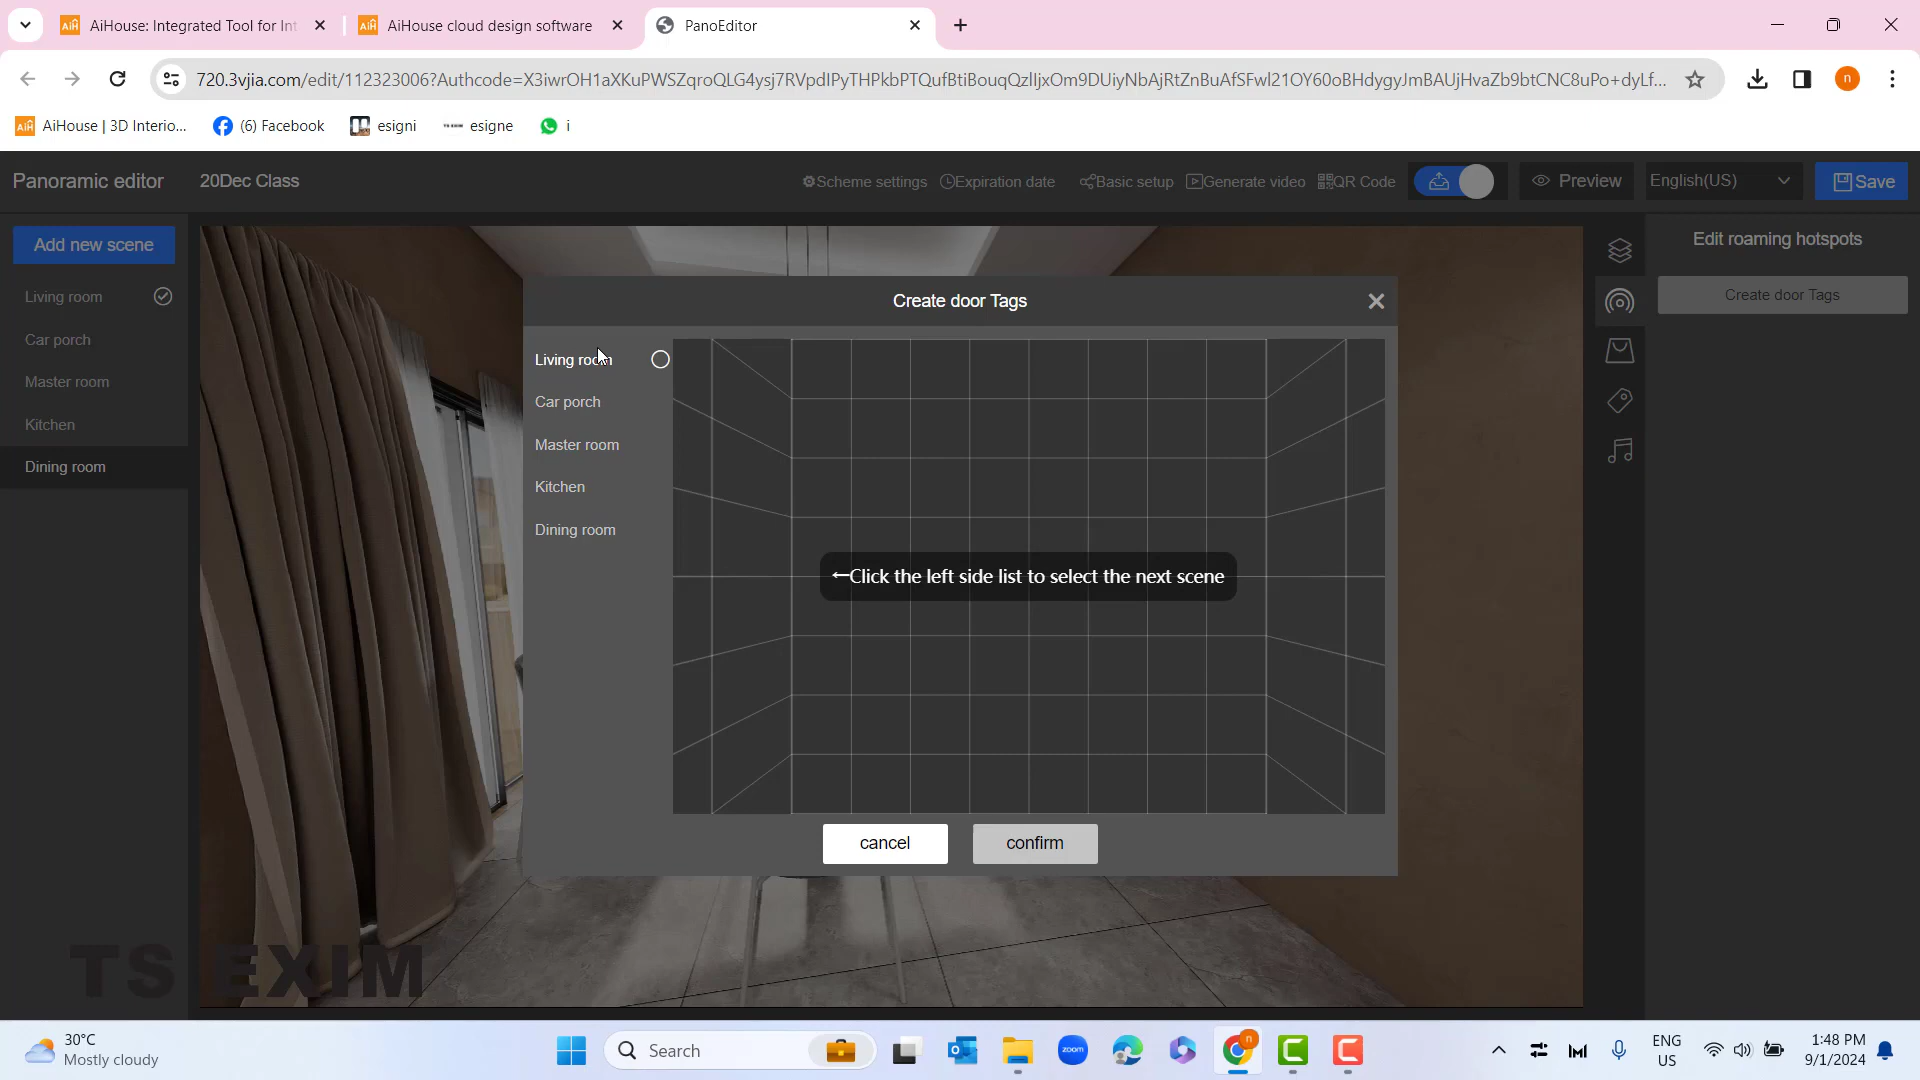 AiHouse: Integrated Tool for Int
AiHouse cloud design software
PanoEditor
720.3vjia.com/edit/112323006?Authcode=X3iwrOH1aXKuPWSZqroQLG4ysj7RVpdIPyTHPkbPTQufBtiBouqQzlljxOm9DUiyNbAjRtZnBuAfSFwl21OY60oBHdygyJmBAUjHvaZb9btCNC8uPo+dyLf...
n
AiHouse | 3D Interio...
(6) Facebook
esigni
esigne
i
Panoramic editor
20Dec Class
Scheme settings
Expiration date
Basic setup
Generate video
QR Code
Preview
English(US)
Save
Add new scene
Living room
Car porch
Master room
Kitchen
Dining room
Create door Tags
Living room
Car porch
Master room
Kitchen
Dining room
←Click the left side list to select the next scene
cancel
confirm
Edit roaming hotspots
Create door Tags
TS EXIM
30°C
Mostly cloudy
Search
zoom
n
ENG
US
1:48 PM
9/1/2024